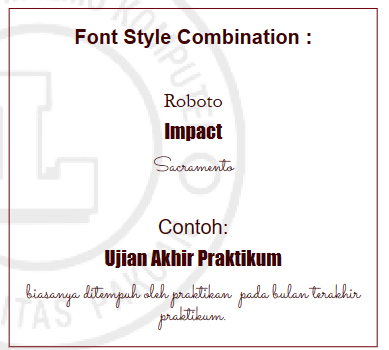 Font Style Combination :
Roboto
Impact
Sacramento
Contoh:
Ujian Akhir Praktikum
biasanya ditempuh oleh praktikan pada bulan terakhir
praktikum.